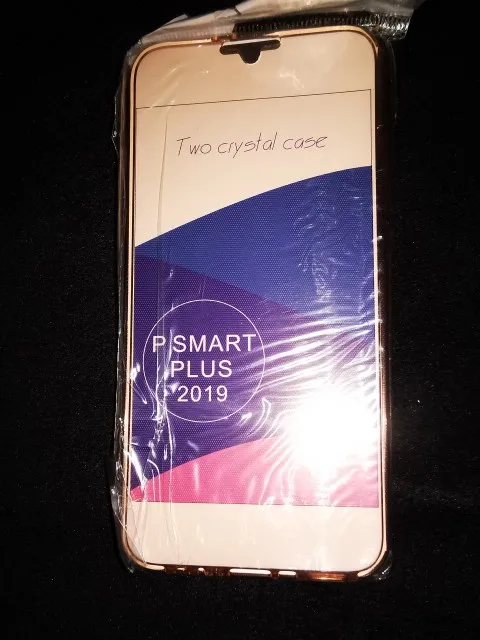 Two crystal case
P SMART
PLUS
2019